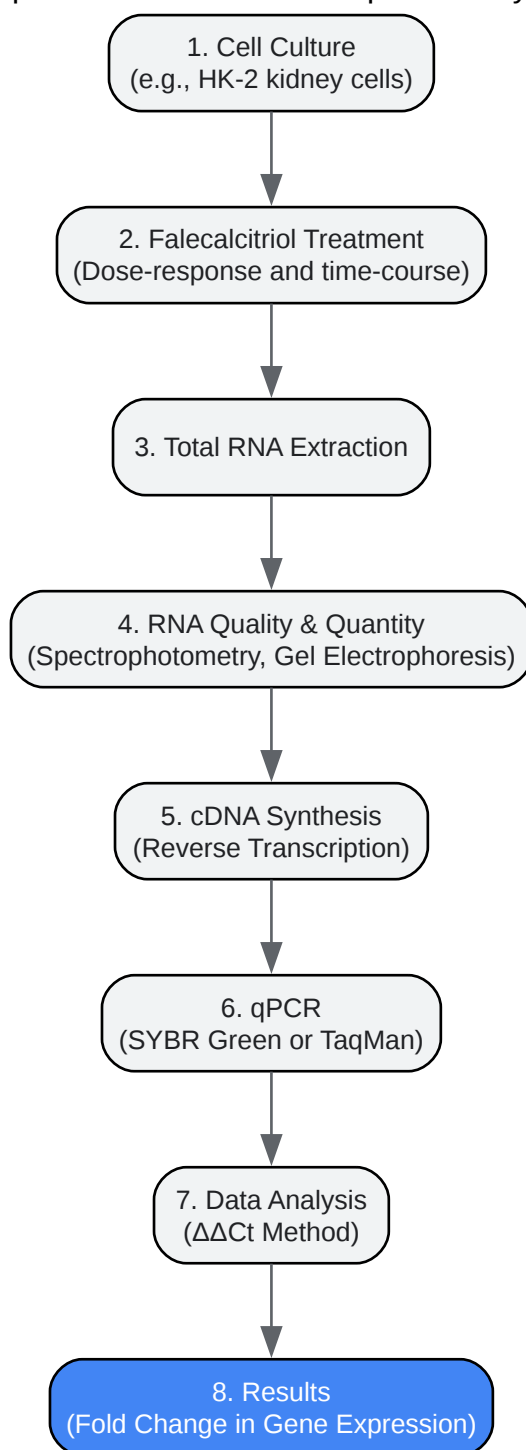 1. Cell Culture
(e.g., HK-2 kidney cells)
2. Falecalcitriol Treatment
(Dose-response and time-course)
3. Total RNA Extraction
4. RNA Quality & Quantity
(Spectrophotometry, Gel Electrophoresis)
5. cDNA Synthesis
(Reverse Transcription)
6. qPCR
(SYBR Green or TaqMan)
7. Data Analysis
(ΔΔCt Method)
8. Results
(Fold Change in Gene Expression)